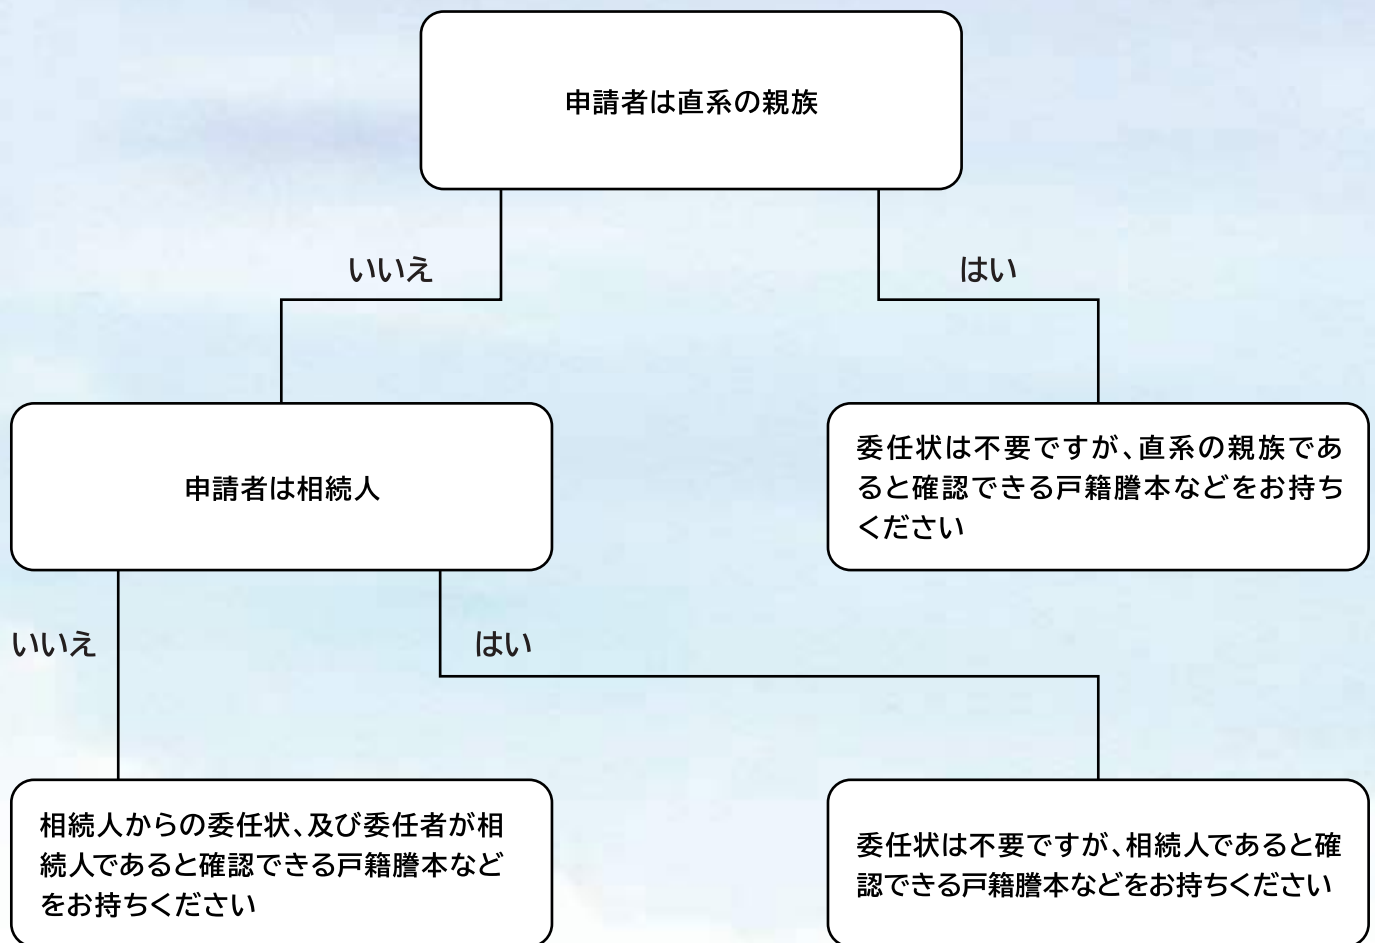 申請者は直系の親族
いいえ
はい
申請者は相続人
委任状は不要ですが、直系の親族であ
ると確認できる戸籍謄本などをお持ち
ください
いいえ
はい
相続人からの委任状、及び委任者が相
続人であると確認できる戸籍謄本など
をお持ちください
委任状は不要ですが、相続人であると確
認できる戸籍謄本などをお持ちください